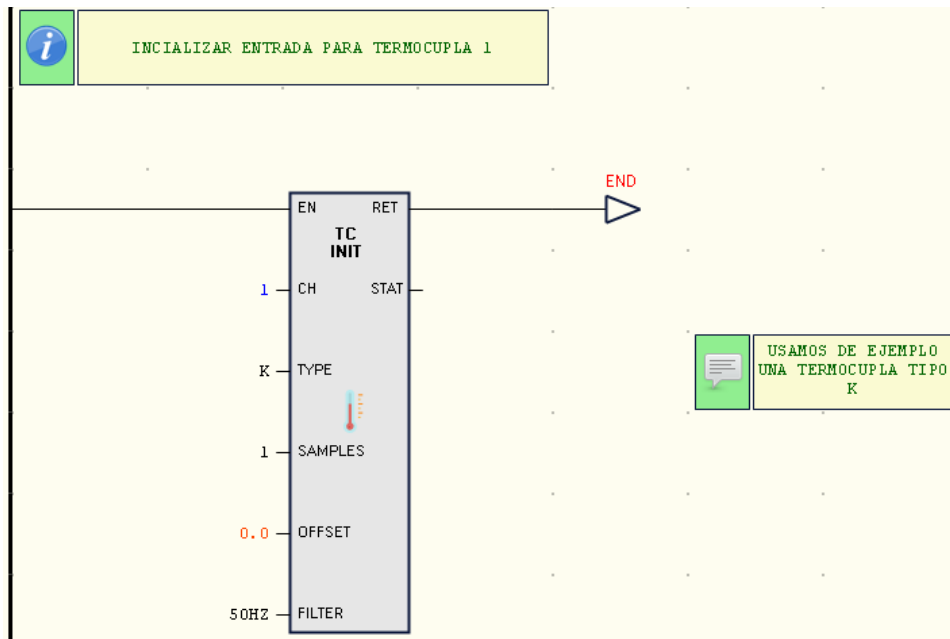 INCIALIZAR ENTRADA PARA TERMOCUPLA 1
END
EN RET
TC
INIT
1 CH STAT
USAMOS DE EJEMPLO
UNA TERMOCUPLA TIPO
K
K TYPE
1 SAMPLES
0.0 OFFSET
50HZ FILTER